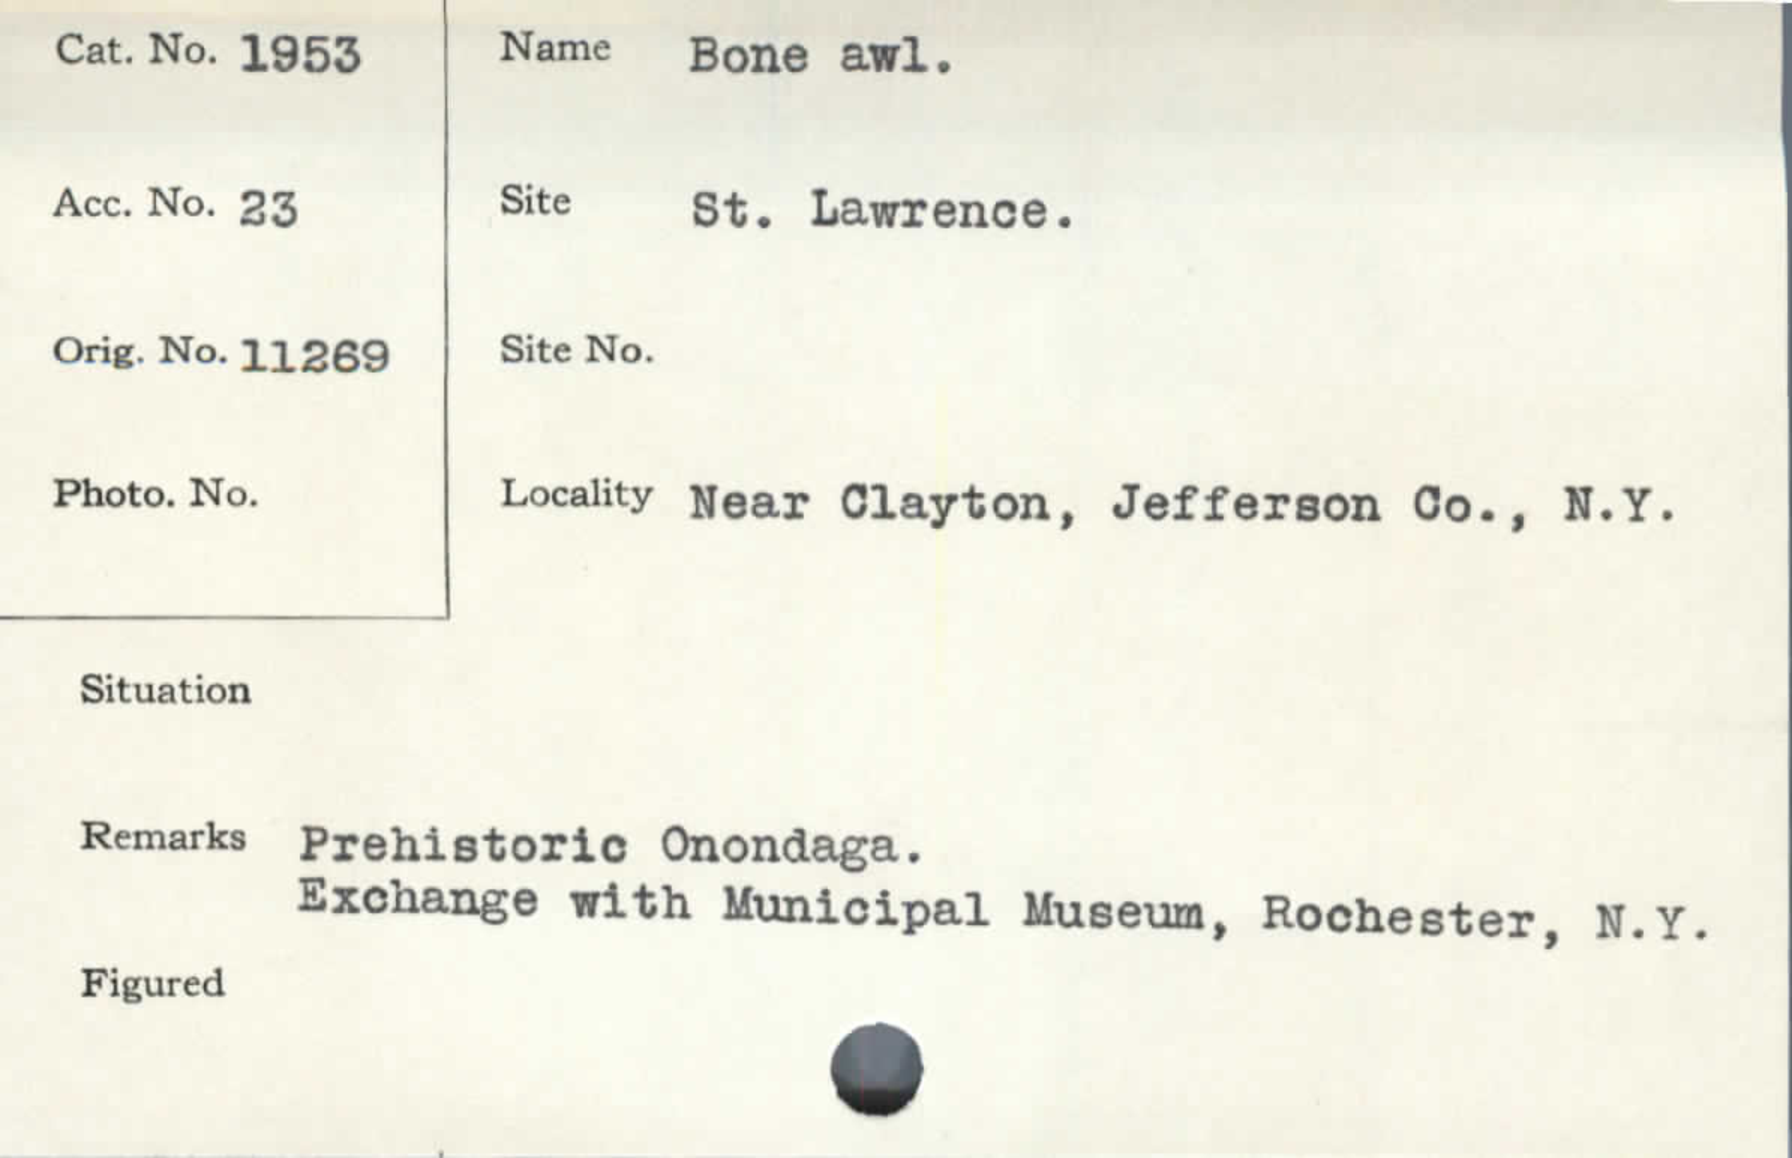 Cat. No. 1953
Name Bone awl.
Acc. No. 23
Site St. Lawrence.
Orig. No. 11269
Site No.
Photo. No.
Locality Near Clayton, Jefferson Co., N.Y.
Situation
Remarks Prehistoric Onondaga.
Exchange with Municipal Museum, Rochester, N.Y.
Figured